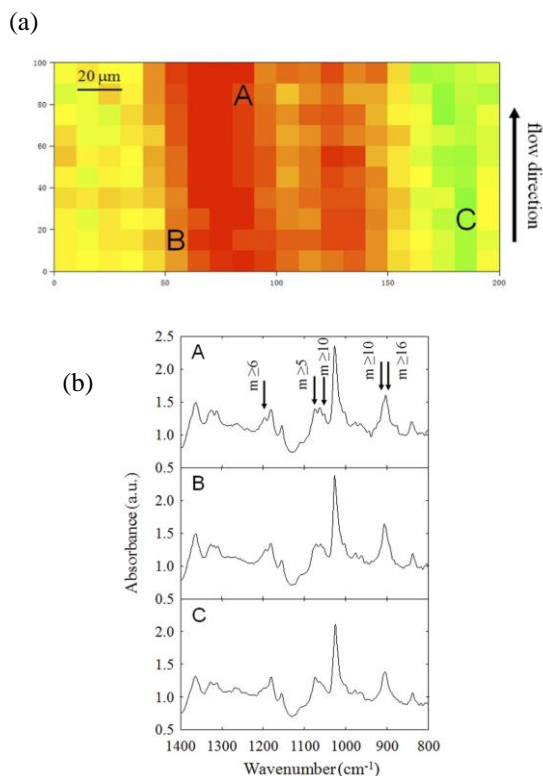 (a)
100
80
60
40
20
0
20 μm
A
B
C
0
50
100
150
200
flow direction
(b)
A
m ≥6
m ≥5
m ≥10
m ≥10
m ≥16
2.5
2.0
1.5
1.0
0.5
B
2.0
1.5
1.0
0.5
C
2.0
1.5
1.0
0.5
Absorbance (a.u.)
1400 1300 1200 1100 1000 900 800
Wavenumber (cm⁻¹)